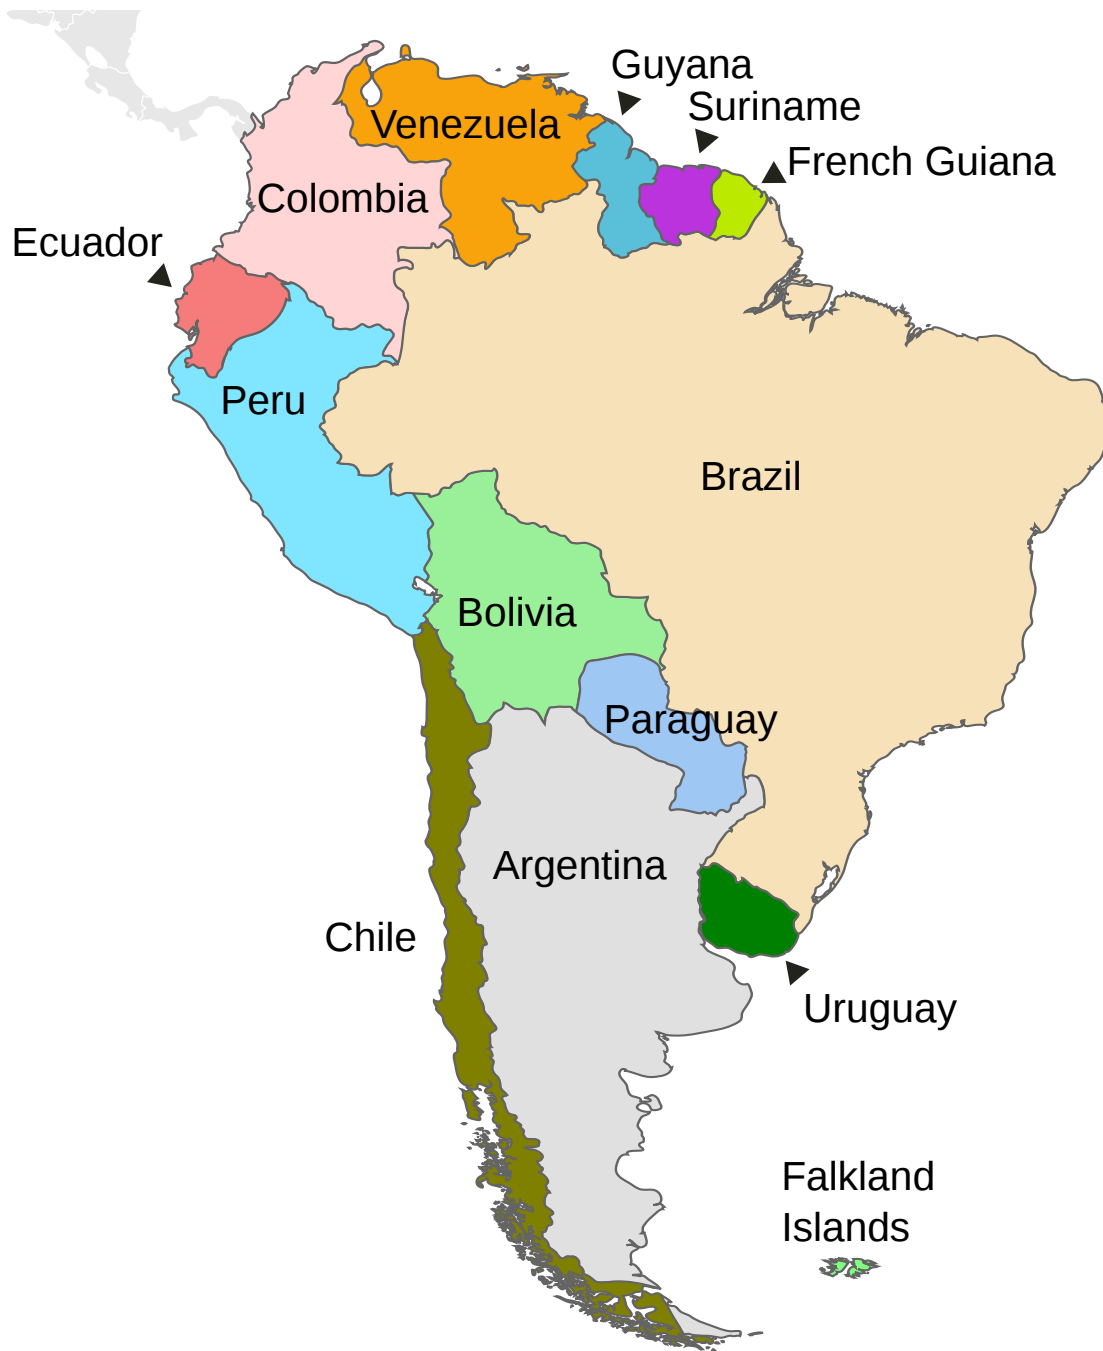 Guyana
Suriname
Venezuela
French Guiana
Colombia
Ecuador
Peru
Brazil
Bolivia
Paraguay
Argentina
Chile
Uruguay
Falkland
Islands